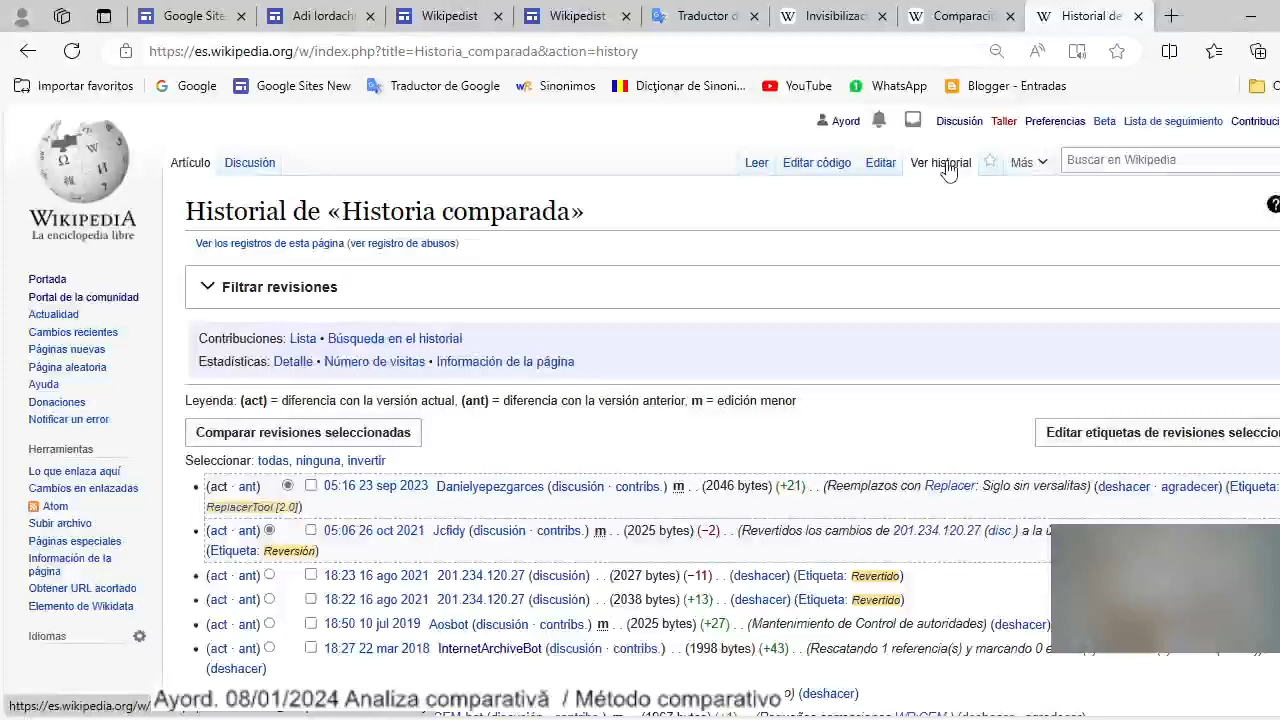 Google Site
Adi Iordach
Wikipedist
Wikipedist
Traductor d
Invisibilizac
Comparació
Historial de
https://es.wikipedia.org/w/index.php?title=Historia_comparada&action=history
Importar favoritos
Google
Google Sites New
Traductor de Google
Sinonimos
Dicționar de Sinoni...
YouTube
WhatsApp
Blogger - Entradas
Ayord
Discusión
Taller
Preferencias
Beta
Lista de seguimiento
Contribuci
Artículo
Discusión
Leer
Editar código
Editar
Ver historial
Más
Buscar en Wikipedia
WIKIPEDIA
La enciclopedia libre
Historial de «Historia comparada»
Ver los registros de esta página (ver registro de abusos)
Filtrar revisiones
Portada
Portal de la comunidad
Actualidad
Cambios recientes
Páginas nuevas
Página aleatoria
Ayuda
Donaciones
Notificar un error
Herramientas
Lo que enlaza aquí
Cambios en enlazadas
Atom
Subir archivo
Páginas especiales
Información de la
página
Obtener URL acortado
Elemento de Wikidata
Idiomas
Contribuciones: Lista • Búsqueda en el historial
Estadísticas: Detalle • Número de visitas • Información de la página
Leyenda: (act) = diferencia con la versión actual, (ant) = diferencia con la versión anterior, m = edición menor
Comparar revisiones seleccionadas
Editar etiquetas de revisiones seleccio
Seleccionar: todas, ninguna, invertir
(act · ant) 05:16 23 sep 2023 Danielyepezgarces (discusión · contribs.) m . . (2046 bytes) (+21) . . (Reemplazos con Replacer: Siglo sin versalitas) (deshacer · agradecer) (Etiqueta:
ReplacerTool [2.0])
(act · ant) 05:06 26 oct 2021 Jcfidy (discusión · contribs.) m . . (2025 bytes) (−2) . . (Revertidos los cambios de 201.234.120.27 (disc.) a la ú
(Etiqueta: Reversión)
(act · ant) 18:23 16 ago 2021 201.234.120.27 (discusión) . . (2027 bytes) (−11) . . (deshacer) (Etiqueta: Revertido)
(act · ant) 18:22 16 ago 2021 201.234.120.27 (discusión) . . (2038 bytes) (+13) . . (deshacer) (Etiqueta: Revertido)
(act · ant) 18:50 10 jul 2019 Aosbot (discusión · contribs.) m . . (2025 bytes) (+27) . . (Mantenimiento de Control de autoridades) (deshacer)
(act · ant) 18:27 22 mar 2018 InternetArchiveBot (discusión · contribs.) . . (1998 bytes) (+43) . . (Rescatando 1 referencia(s) y marcando 0 e
(deshacer)
(deshacer)
https://es.wikipedia.org/w/
Ayord. 08/01/2024 Analiza comparativă / Método comparativo